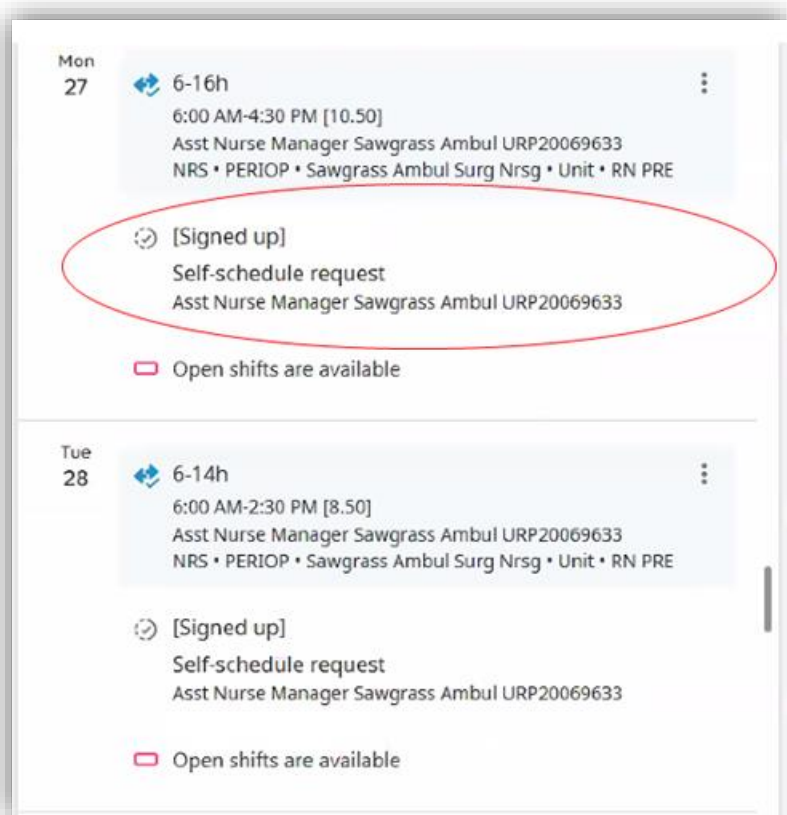 Mon
27
6-16h
6:00 AM-4:30 PM [10.50]
Asst Nurse Manager Sawgrass Ambul URP20069633
NRS • PERIOP • Sawgrass Ambul Surg Nrsg • Unit • RN PRE
[Signed up]
Self-schedule request
Asst Nurse Manager Sawgrass Ambul URP20069633
Open shifts are available
Tue
28
6-14h
6:00 AM-2:30 PM [8.50]
Asst Nurse Manager Sawgrass Ambul URP20069633
NRS • PERIOP • Sawgrass Ambul Surg Nrsg • Unit • RN PRE
[Signed up]
Self-schedule request
Asst Nurse Manager Sawgrass Ambul URP20069633
Open shifts are available